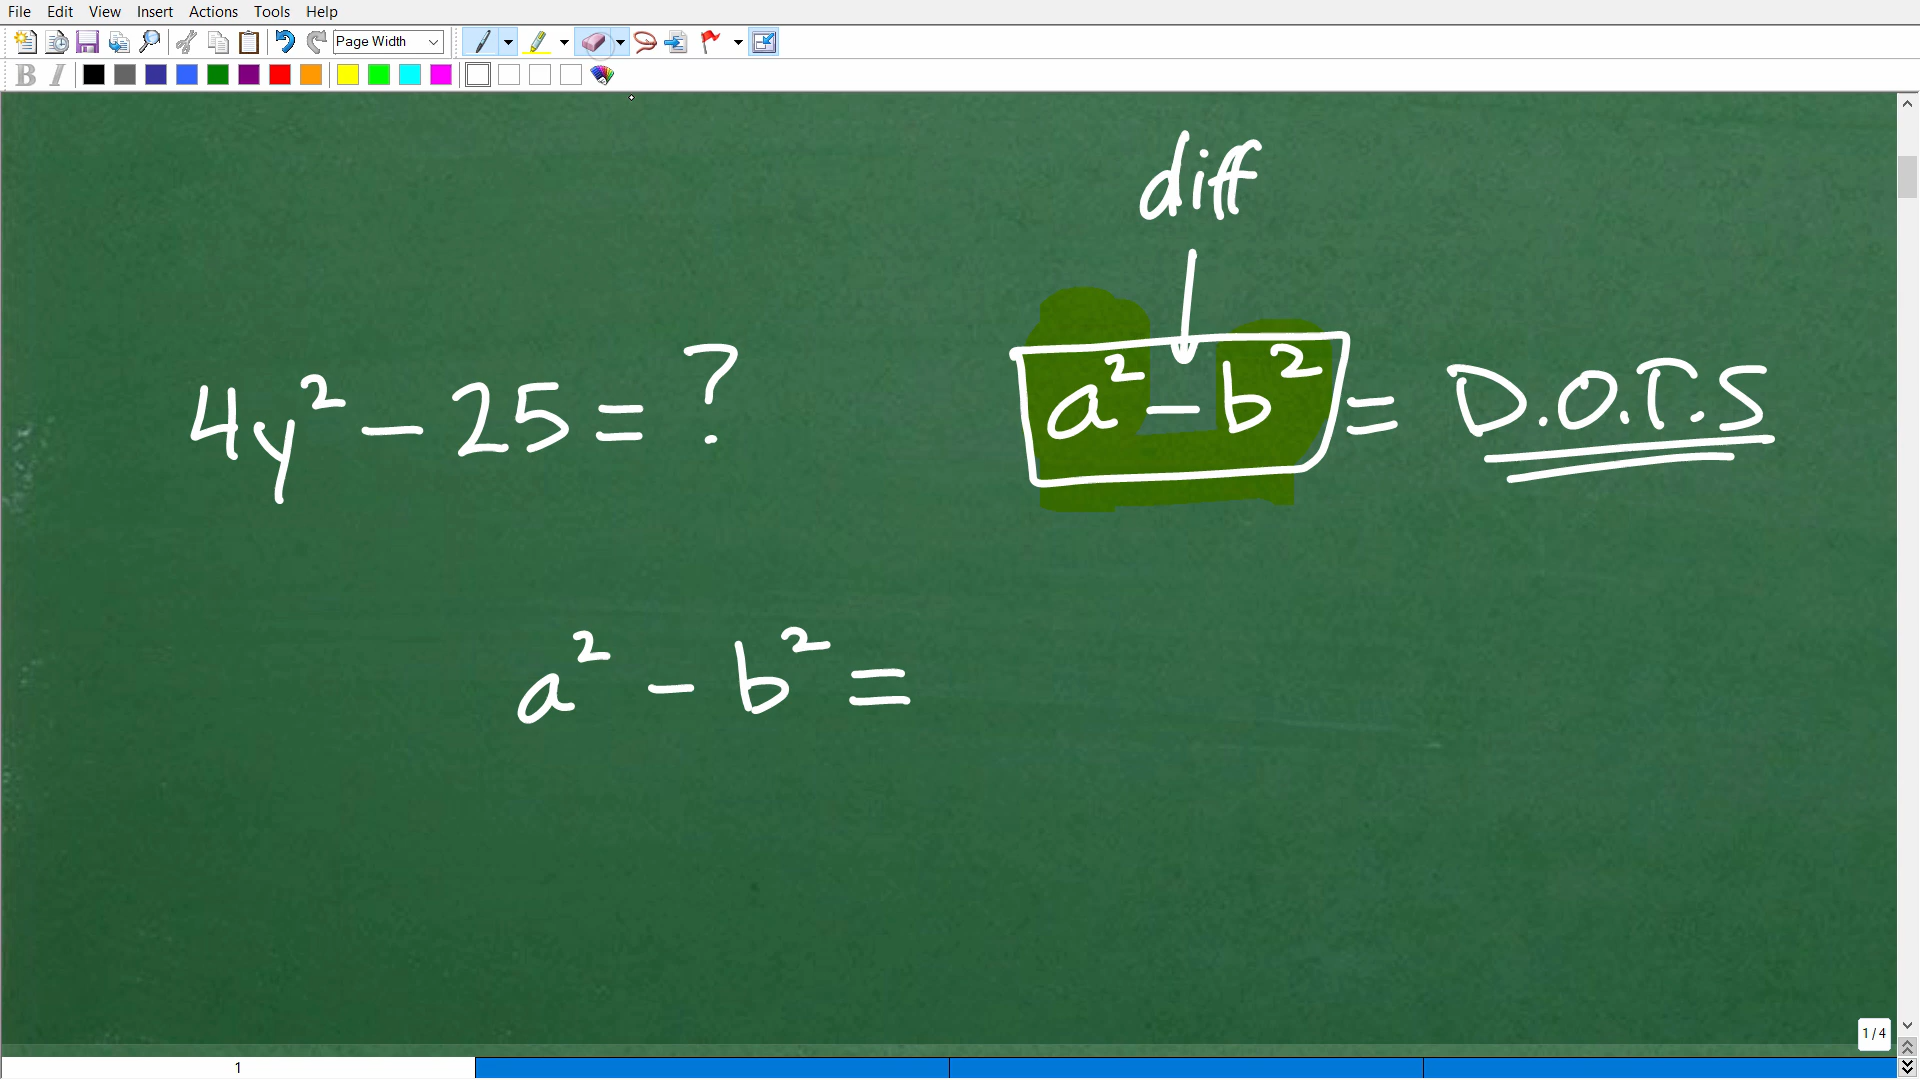 File Edit View Insert Actions Tools Help
Page Width
B I
diff
4y² − 25 = ?
a² − b² = D.O.T.S
a² − b² =
1 / 4
1